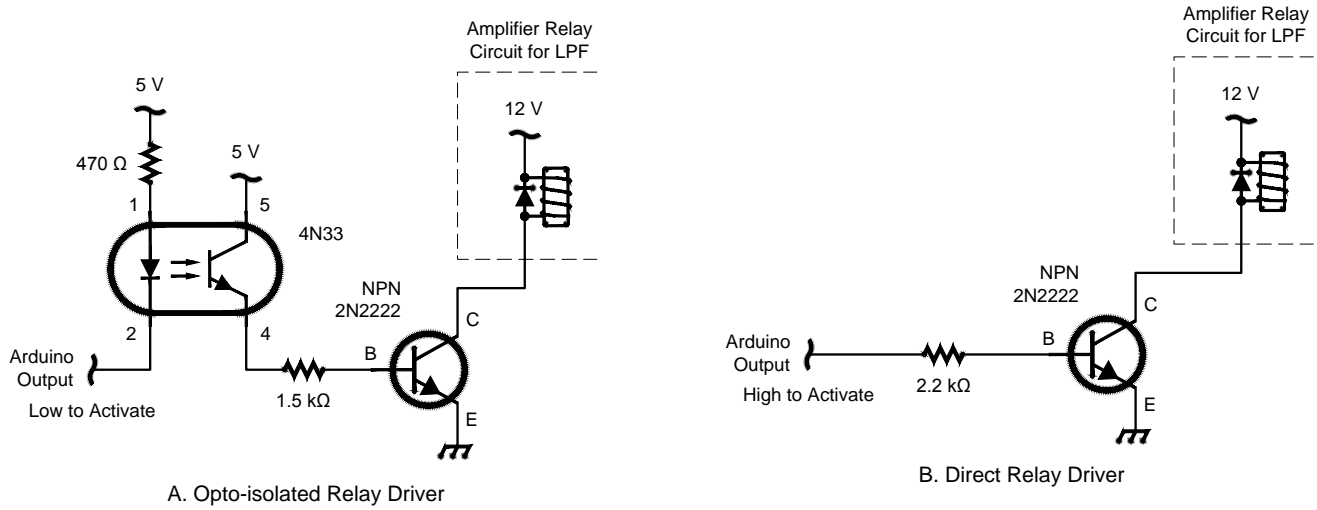 Amplifier Relay
Circuit for LPF
5 V
12 V
470 Ω
5 V
1
5
4N33
NPN
2N2222
2
4
C
B
Arduino
Output
1.5 kΩ
Low to Activate
E
A. Opto-isolated Relay Driver
Amplifier Relay
Circuit for LPF
12 V
NPN
2N2222
C
B
Arduino
Output
2.2 kΩ
High to Activate
E
B. Direct Relay Driver